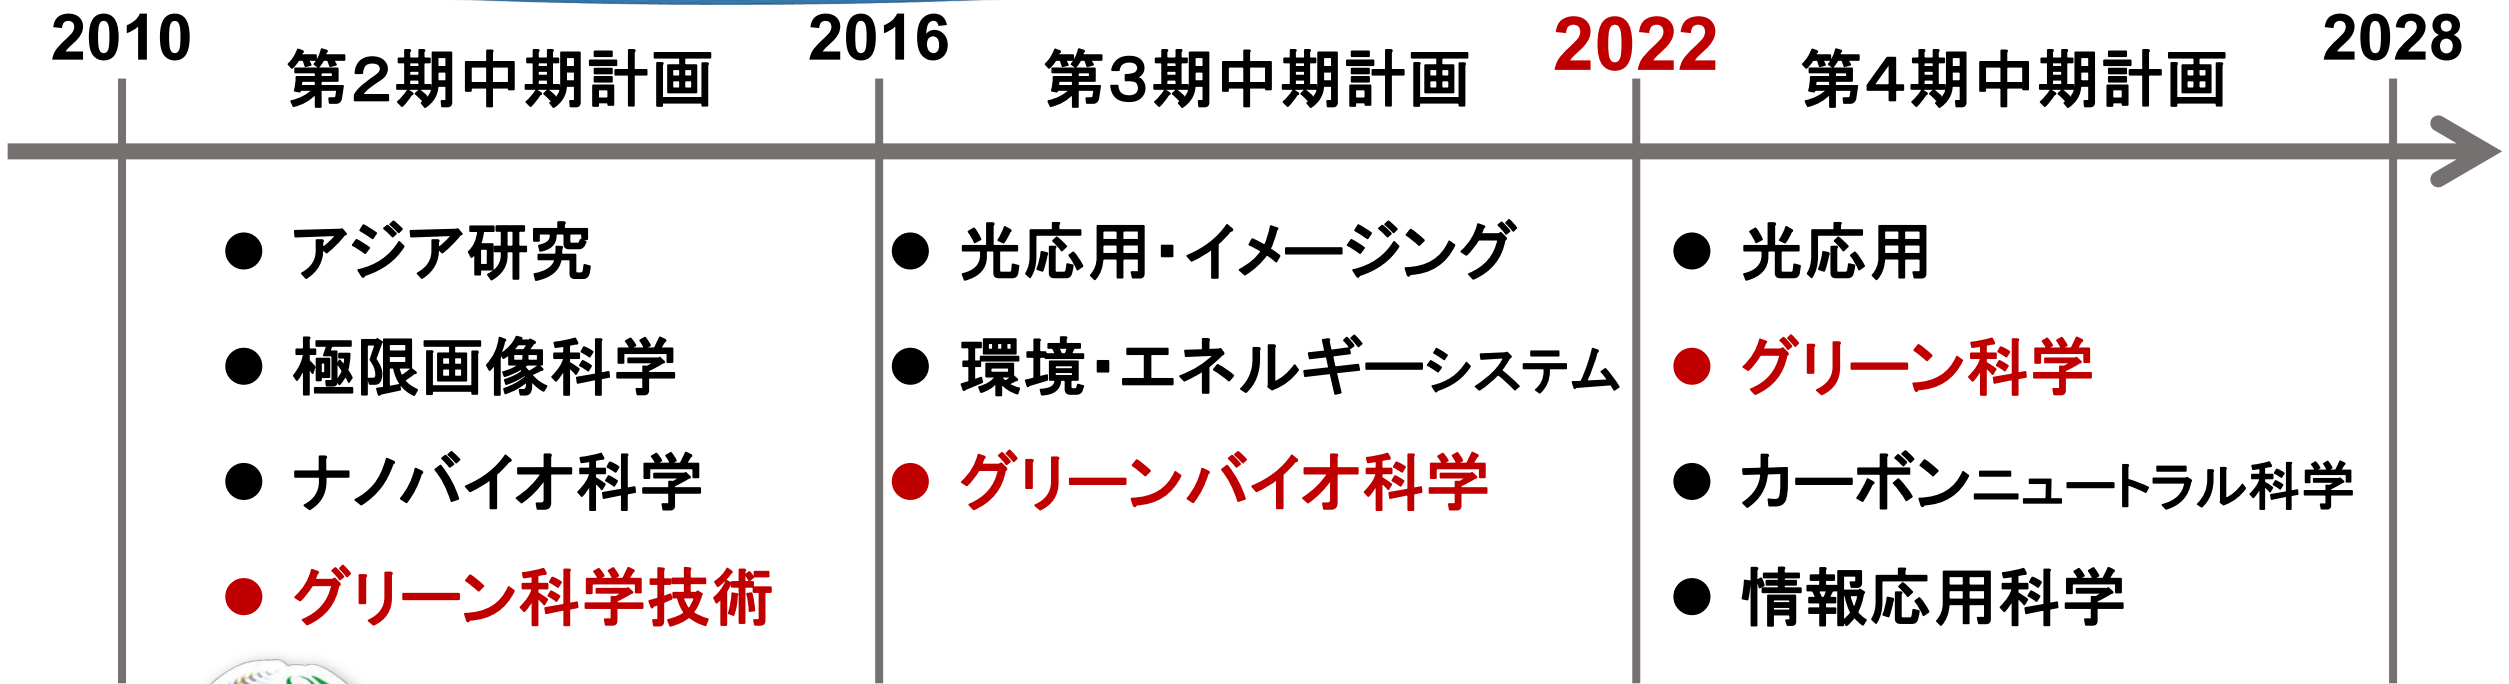 2010
2016
2022
2028
第2期中期計画
第3期中期計画
第4期中期計画
● アジア研究
● 極限画像科学
● ナノバイオ科学
● グリーン科学技術
● 光応用・イメージング
● 環境・エネルギーシステム
● グリーンバイオ科学
● 光応用
● グリーン科学
● カーボンニュートラル科学
● 情報応用科学